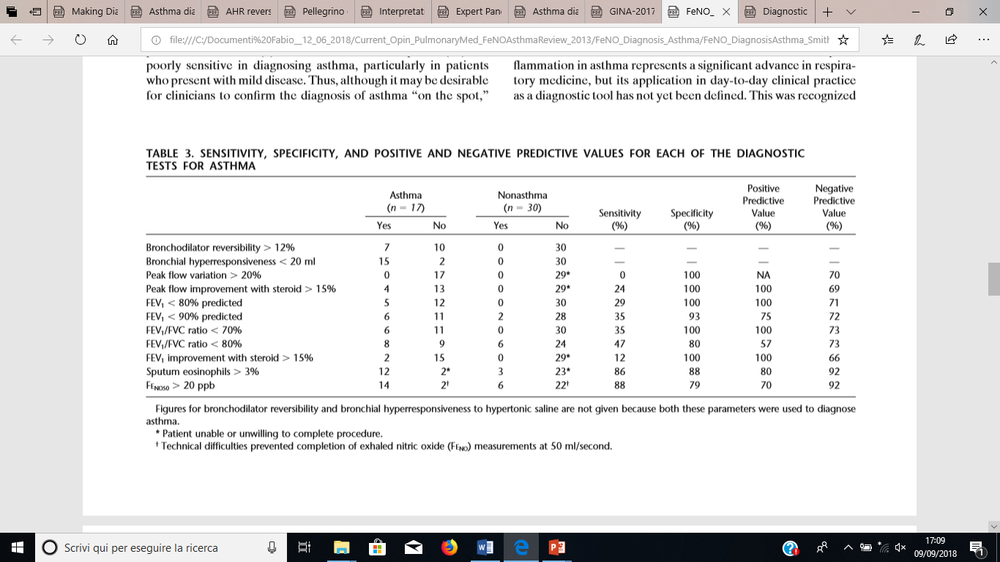 Making Dia
Asthma dia
AHR revers
Pellegrino
Interpretat
Expert Pan
Asthma dia
GINA-2017
FeNO_
Diagnostic
file:///C:/Documenti%20Fabio__12_06_2018/Current_Opin_PulmonaryMed_FeNOAsthmaReview_2013/FeNO_Diagnosis_Asthma/FeNO_DiagnosisAsthma_Smith
poorly sensitive in diagnosing asthma, particularly in patients
who present with mild disease. Thus, although it may be desirable
for clinicians to confirm the diagnosis of asthma “on the spot,”
flammation in asthma represents a significant advance in respira-
tory medicine, but its application in day-to-day clinical practice
as a diagnostic tool has not yet been defined. This was recognized
TABLE 3. SENSITIVITY, SPECIFICITY, AND POSITIVE AND NEGATIVE PREDICTIVE VALUES FOR EACH OF THE DIAGNOSTIC
TESTS FOR ASTHMA
Asthma (n = 17) Nonasthma (n = 30) Positive Predictive Value (%) Negative Predictive Value (%)
Yes No Yes No Sensitivity (%) Specificity (%)
Bronchodilator reversibility > 12% 7 10 0 30 — — — —
Bronchial hyperresponsiveness < 20 ml 15 2 0 30 — — — —
Peak flow variation > 20% 0 17 0 29* 0 100 NA 70
Peak flow improvement with steroid > 15% 4 13 0 29* 24 100 100 69
FEV1 < 80% predicted 5 12 0 30 29 100 100 71
FEV1 < 90% predicted 6 11 2 28 35 93 75 72
FEV1/FVC ratio < 70% 6 11 0 30 35 100 100 73
FEV1/FVC ratio < 80% 8 9 6 24 47 80 57 73
FEV1 improvement with steroid > 15% 2 15 0 29* 12 100 100 66
Sputum eosinophils > 3% 12 2* 3 23* 86 88 80 92
FENO50 > 20 ppb 14 2† 6 22† 88 79 70 92
Figures for bronchodilator reversibility and bronchial hyperresponsiveness to hypertonic saline are not given because both these parameters were used to diagnose
asthma.
* Patient unable or unwilling to complete procedure.
† Technical difficulties prevented completion of exhaled nitric oxide (FENO) measurements at 50 ml/second.
Scrivi qui per eseguire la ricerca
17:09
09/09/2018
1